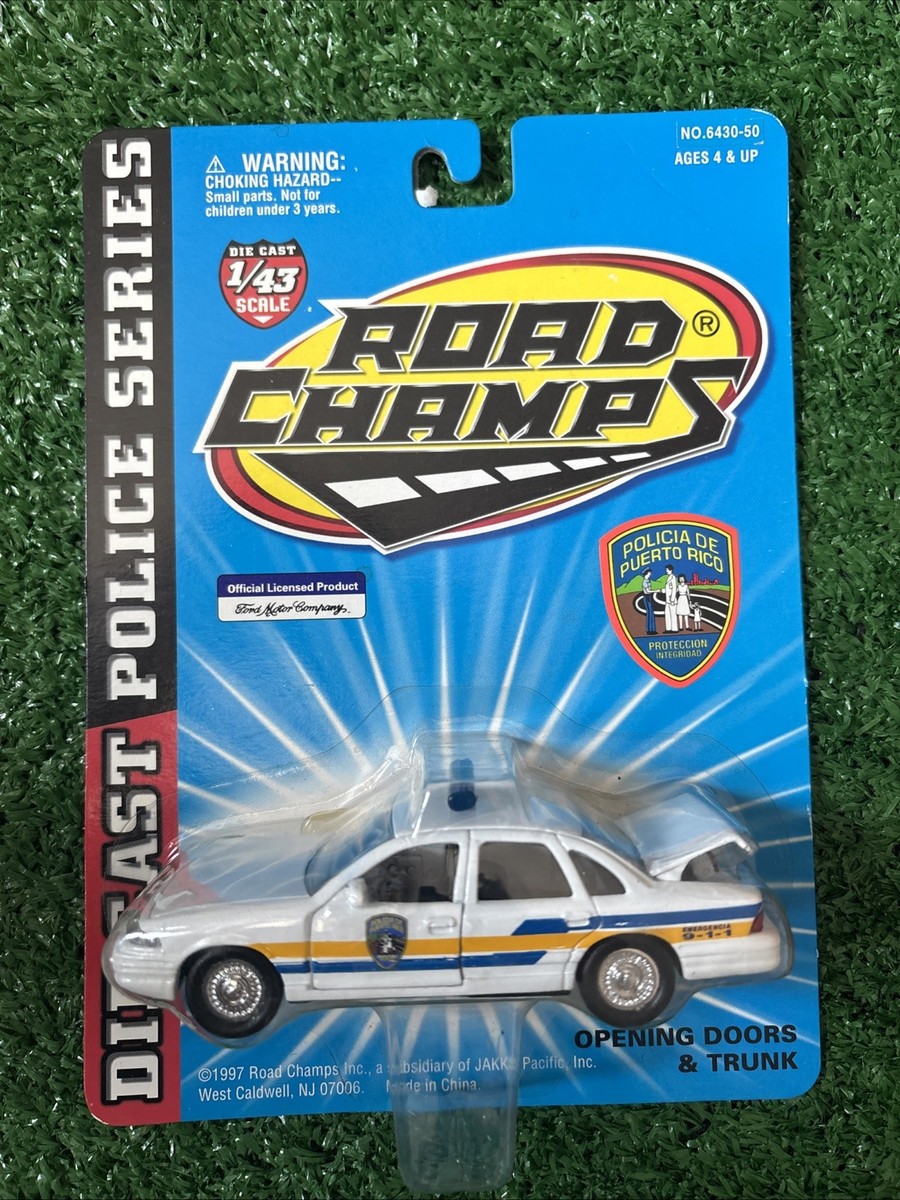 DIE CAST POLICE SERIES
⚠ WARNING:
CHOKING HAZARD--
Small parts. Not for
children under 3 years.
NO.6430-50
AGES 4 & UP
DIE CAST
1/43
SCALE
ROAD
CHAMPS®
Official Licensed Product
Ford Motor Company.
POLICIA DE
PUERTO RICO
PROTECCION
INTEGRIDAD
EMERGENCIA
9-1-1
OPENING DOORS
& TRUNK
©1997 Road Champs Inc., a subsidiary of JAKKS Pacific, Inc.
West Caldwell, NJ 07006. Made in China.